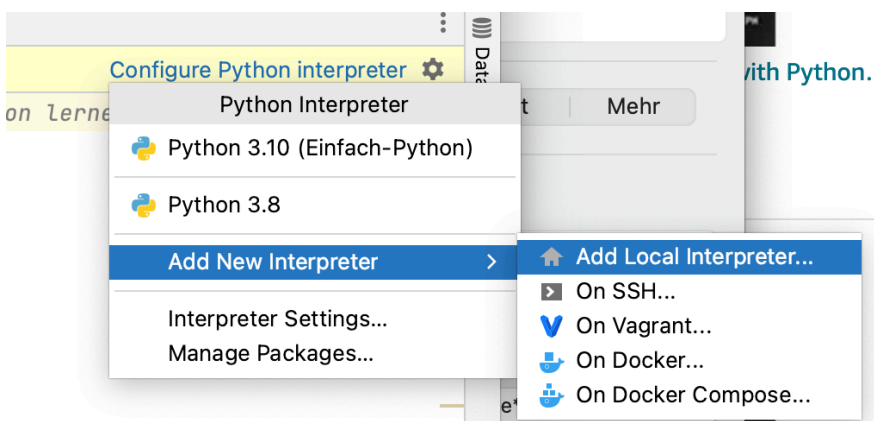 Configure Python interpreter
Data
with Python.
on lerne
Python Interpreter
t
Mehr
Python 3.10 (Einfach-Python)
Python 3.8
Add New Interpreter
Add Local Interpreter...
On SSH...
Interpreter Settings...
On Vagrant...
Manage Packages...
On Docker...
On Docker Compose...
e*